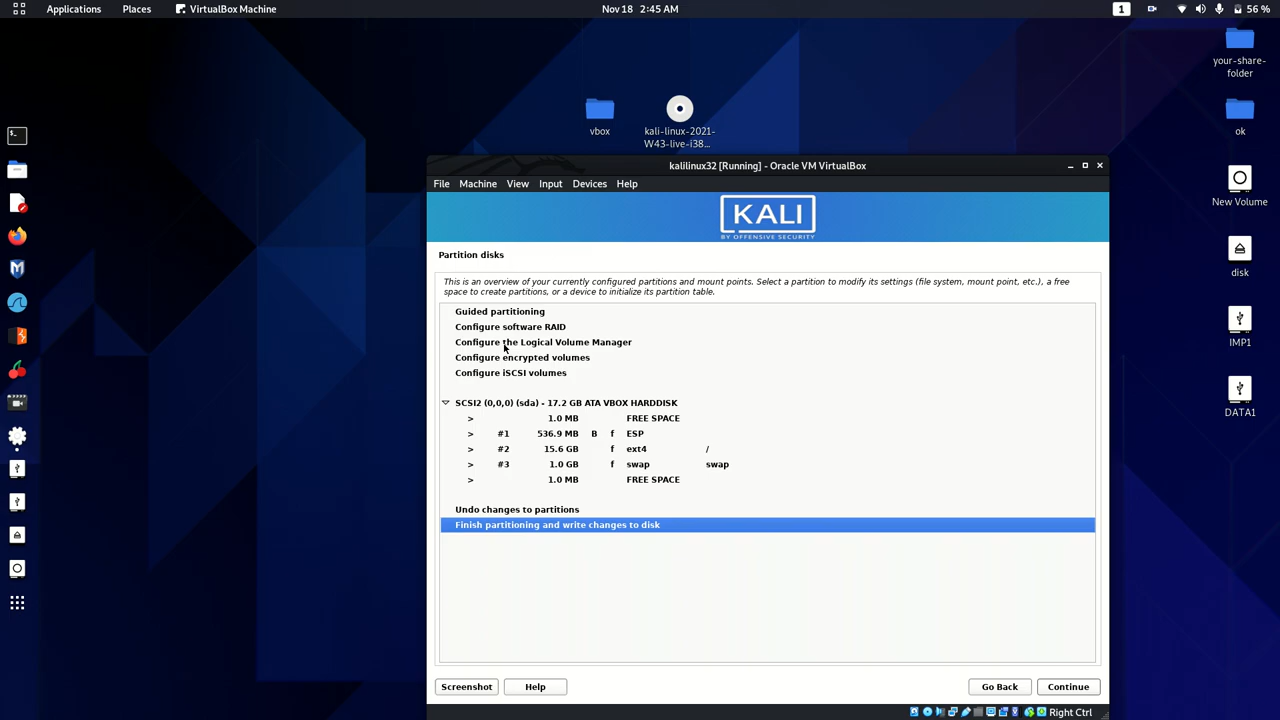 Applications Places VirtualBox Machine Nov 18 2:45 AM 1 56 %
your-share-folder
vbox
kali-linux-2021-W43-live-i38...
ok
New Volume
disk
IMP1
DATA1
kalilinux32 [Running] - Oracle VM VirtualBox
File Machine View Input Devices Help
KALI
BY OFFENSIVE SECURITY
Partition disks
This is an overview of your currently configured partitions and mount points. Select a partition to modify its settings (file system, mount point, etc.), a free
space to create partitions, or a device to initialize its partition table.
Guided partitioning
Configure software RAID
Configure the Logical Volume Manager
Configure encrypted volumes
Configure iSCSI volumes
SCSI2 (0,0,0) (sda) - 17.2 GB ATA VBOX HARDDISK
> 1.0 MB FREE SPACE
> #1 536.9 MB B f ESP
> #2 15.6 GB f ext4 /
> #3 1.0 GB f swap swap
> 1.0 MB FREE SPACE
Undo changes to partitions
Finish partitioning and write changes to disk
Screenshot Help Go Back Continue
Right Ctrl